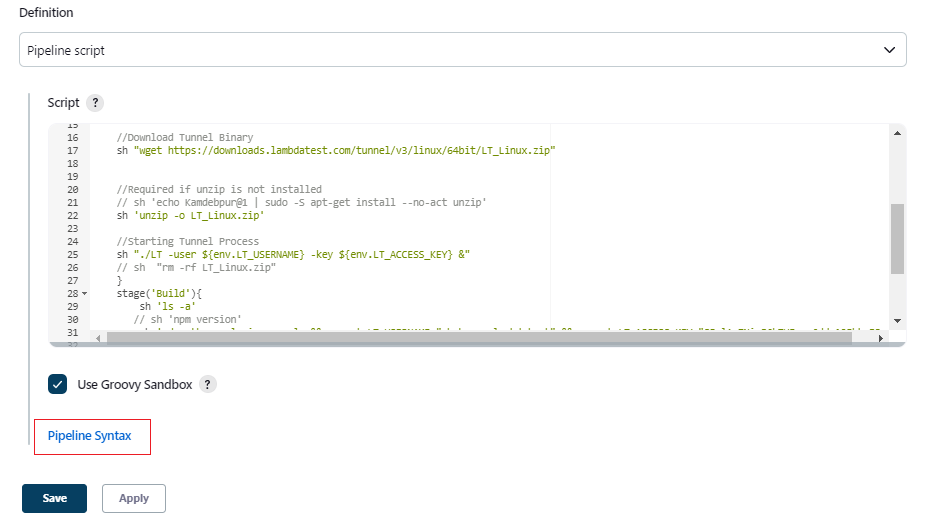 Definition
Pipeline script
Script ?
15
16 //Download Tunnel Binary
17 sh "wget https://downloads.lambdatest.com/tunnel/v3/linux/64bit/LT_Linux.zip"
18
19
20 //Required if unzip is not installed
21 // sh 'echo Kamdebpur@1 | sudo -S apt-get install --no-act unzip'
22 sh 'unzip -o LT_Linux.zip'
23
24 //Starting Tunnel Process
25 sh "./LT -user ${env.LT_USERNAME} -key ${env.LT_ACCESS_KEY} &"
26 // sh "rm -rf LT_Linux.zip"
27 }
28 stage('Build'){
29 sh 'ls -a'
30 // sh 'npm version'
31
32
Use Groovy Sandbox ?
Pipeline Syntax
Save Apply